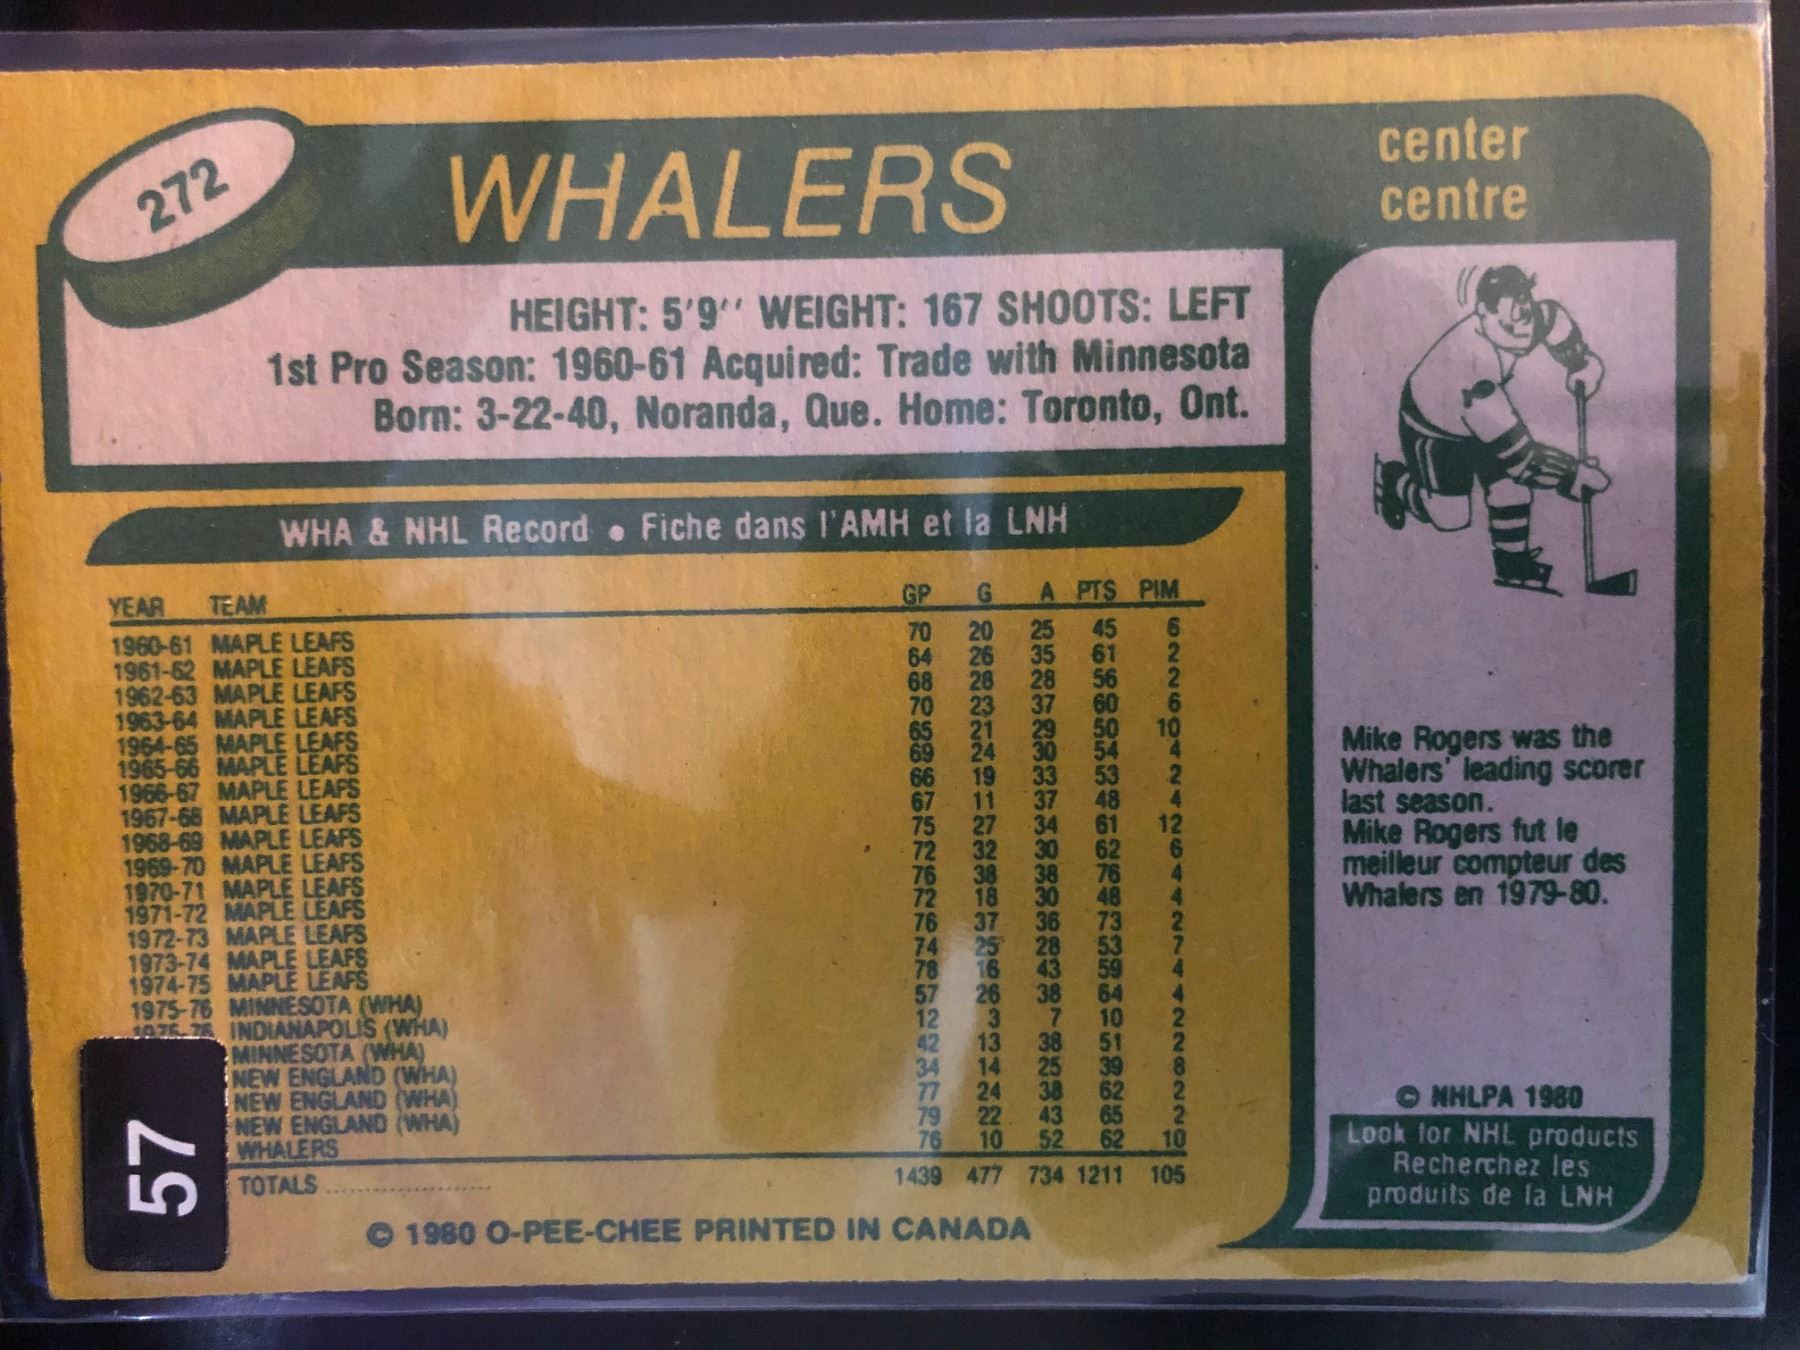 272
WHALERS
center
centre
HEIGHT: 5'9'' WEIGHT: 167 SHOOTS: LEFT
1st Pro Season: 1960-61 Acquired: Trade with Minnesota
Born: 3-22-40, Noranda, Que. Home: Toronto, Ont.
WHA & NHL Record • Fiche dans l'AMH et la LNH
YEAR TEAM GP G A PTS PIM
1960-61 MAPLE LEAFS 70 20 25 45 6
1961-62 MAPLE LEAFS 64 26 35 61 2
1962-63 MAPLE LEAFS 68 28 28 56 2
1963-64 MAPLE LEAFS 70 23 37 60 6
1964-65 MAPLE LEAFS 65 21 29 50 10
1965-66 MAPLE LEAFS 69 24 30 54 4
1966-67 MAPLE LEAFS 66 19 33 53 2
1967-68 MAPLE LEAFS 67 11 37 48 4
1968-69 MAPLE LEAFS 75 27 34 61 12
1969-70 MAPLE LEAFS 72 32 30 62 6
1970-71 MAPLE LEAFS 76 38 38 76 4
1971-72 MAPLE LEAFS 72 18 30 48 4
1972-73 MAPLE LEAFS 76 37 36 73 2
1973-74 MAPLE LEAFS 74 25 28 53 7
1974-75 MAPLE LEAFS 78 16 43 59 4
1975-76 MINNESOTA (WHA) 57 26 38 64 4
INDIANAPOLIS (WHA) 12 3 7 10 2
MINNESOTA (WHA) 42 13 38 51 2
NEW ENGLAND (WHA) 34 14 25 39 8
NEW ENGLAND (WHA) 77 24 38 62 2
NEW ENGLAND (WHA) 79 22 43 65 2
WHALERS 76 10 52 62 10
TOTALS 1439 477 734 1211 105
© 1980 O-PEE-CHEE PRINTED IN CANADA
57
Mike Rogers was the
Whalers' leading scorer
last season.
Mike Rogers fut le
meilleur compteur des
Whalers en 1979-80.
© NHLPA 1980
Look for NHL products
Recherchez les
produits de la LNH